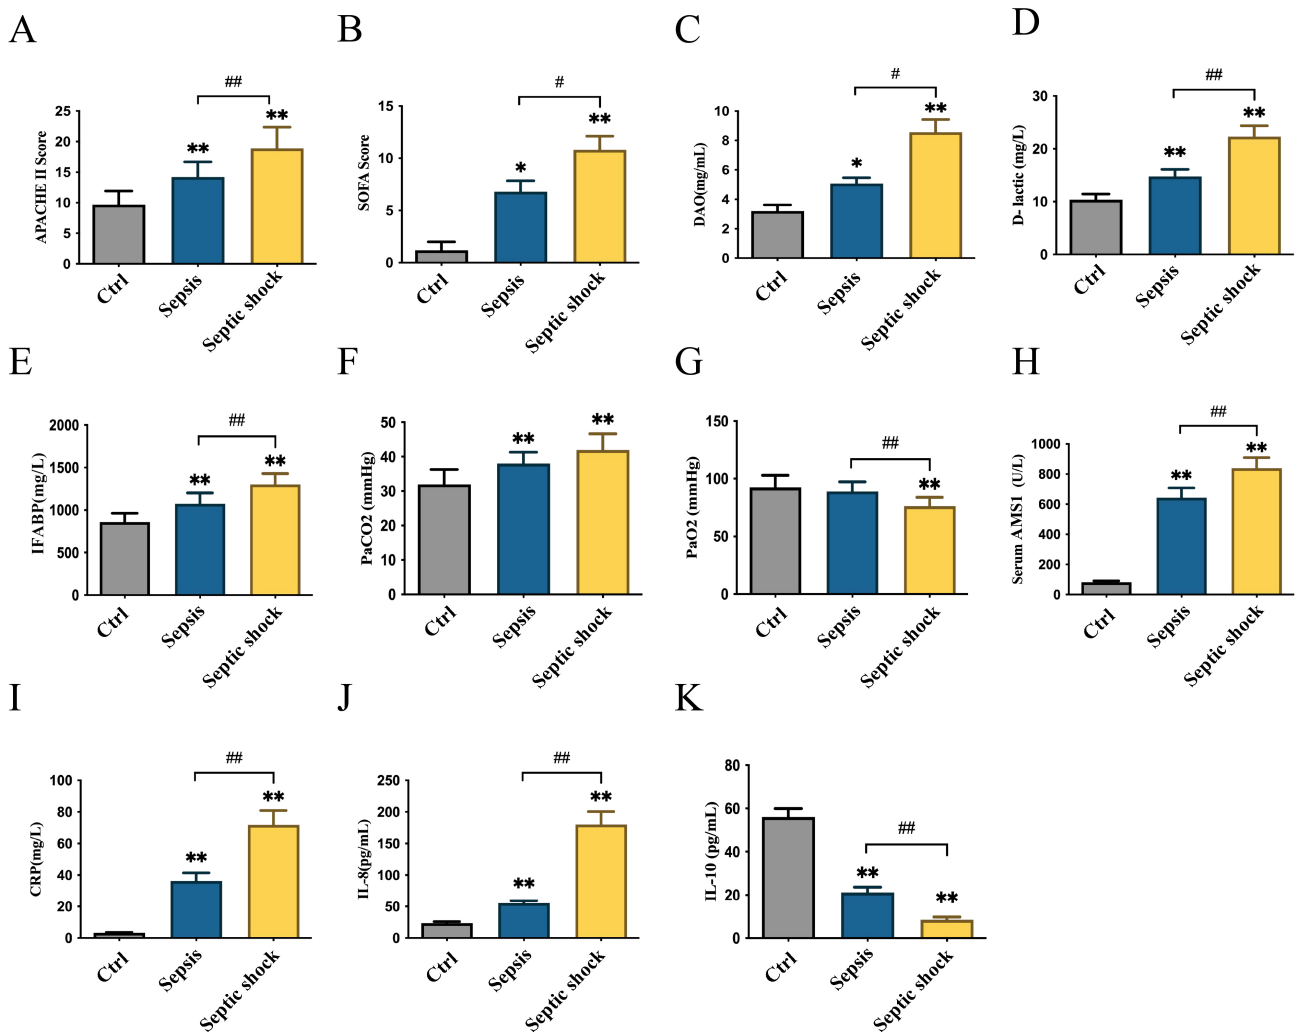 A
##
APACHE II Score
25
20
15
10
5
0
**
**
Ctrl
Sepsis
Septic shock
B
#
SOFA Score
15
10
5
0
*
**
Ctrl
Sepsis
Septic shock
C
#
DAO(mg/mL)
10
8
6
4
2
0
*
**
Ctrl
Sepsis
Septic shock
D
##
D- lactic (mg/L)
30
20
10
0
**
**
Ctrl
Sepsis
Septic shock
E
##
IFABP(mg/L)
2000
1500
1000
500
0
**
**
Ctrl
Sepsis
Septic shock
F
PaCO2 (mmHg)
50
40
30
20
10
0
**
**
Ctrl
Sepsis
Septic shock
G
##
PaO2 (mmHg)
150
100
50
0
**
Ctrl
Sepsis
Septic shock
H
##
Serum AMS1 (U/L)
1000
800
600
400
200
0
**
**
Ctrl
Sepsis
Septic shock
I
##
CRP(mg/L)
100
80
60
40
20
0
**
**
Ctrl
Sepsis
Septic shock
J
##
IL-8(pg/mL)
250
200
150
100
50
0
**
**
Ctrl
Sepsis
Septic shock
K
##
IL-10 (pg/mL)
80
60
40
20
0
**
**
Ctrl
Sepsis
Septic shock